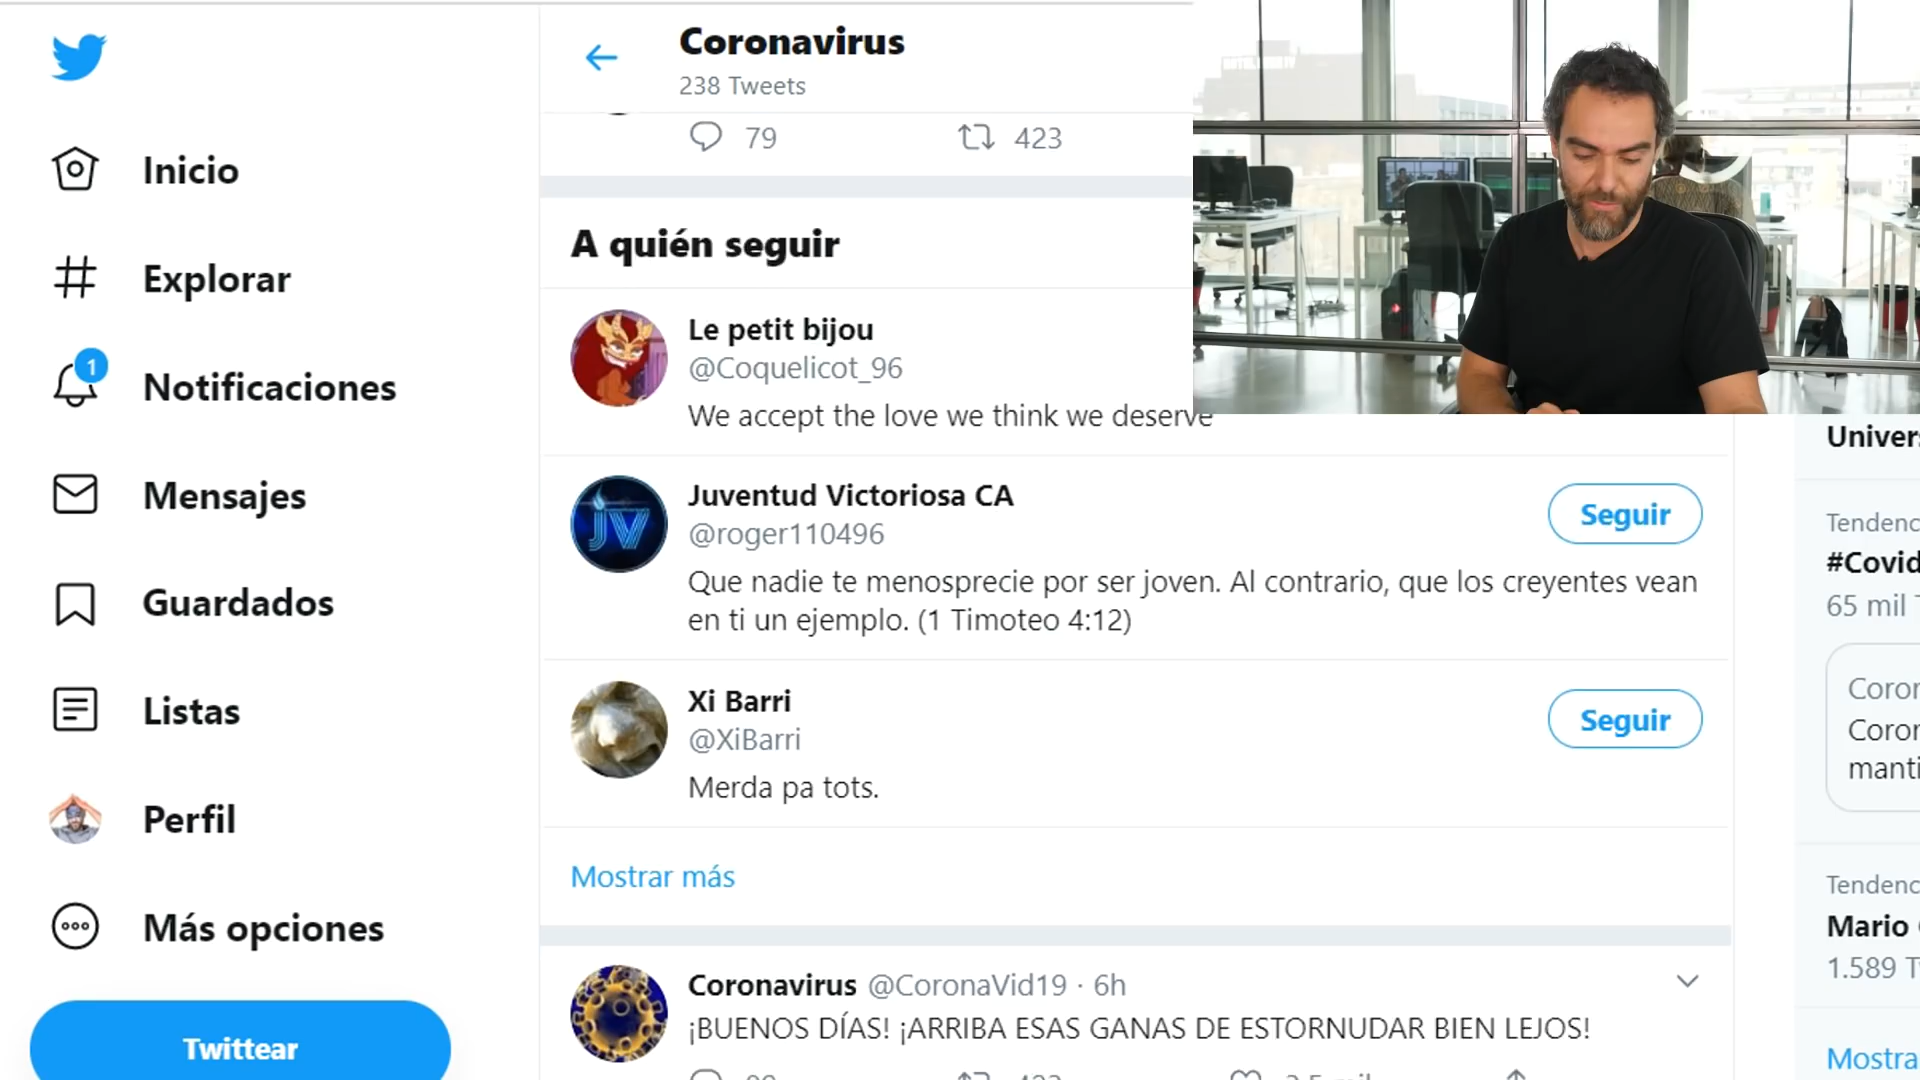 Coronavirus
238 Tweets
79 423
Inicio
Explorar
1
Notificaciones
Mensajes
Guardados
Listas
Perfil
Más opciones
Twittear
A quién seguir
Le petit bijou
@Coquelicot_96
We accept the love we think we deserve
Juventud Victoriosa CA
@roger110496
Seguir
Que nadie te menosprecie por ser joven. Al contrario, que los creyentes vean
en ti un ejemplo. (1 Timoteo 4:12)
Xi Barri
@XiBarri
Seguir
Merda pa tots.
Mostrar más
Coronavirus @CoronaVid19 · 6h
¡BUENOS DÍAS! ¡ARRIBA ESAS GANAS DE ESTORNUDAR BIEN LEJOS!
Univers
Tendenc
#Covid
65 mil T
Coror
Coror
manti
Tendenc
Mario
1.589 T
Mostra